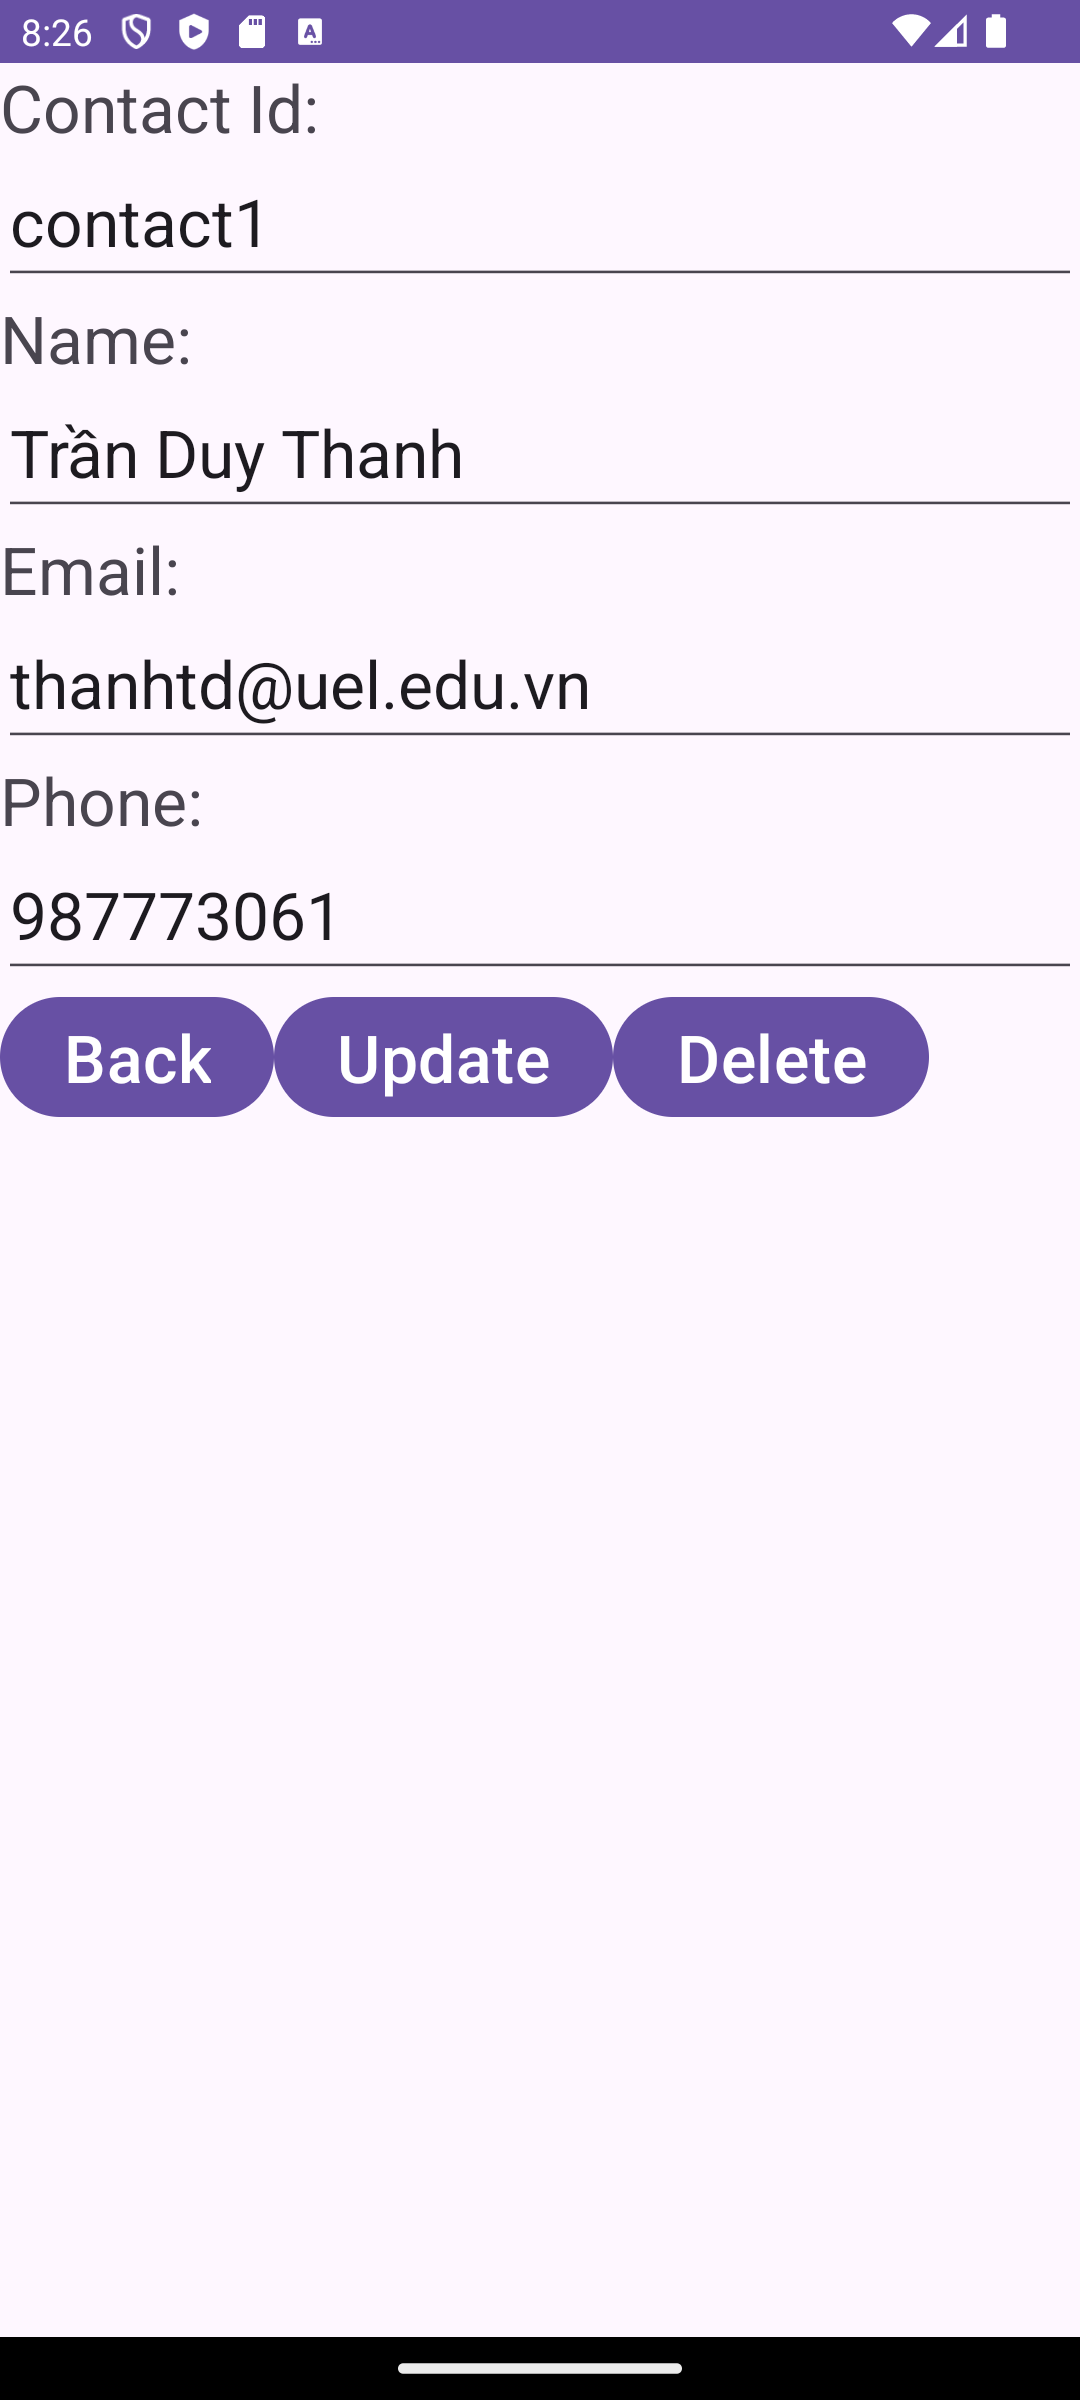 8:26
Contact Id:
contact1
Name:
Trần Duy Thanh
Email:
thanhtd@uel.edu.vn
Phone:
987773061
Back Update Delete